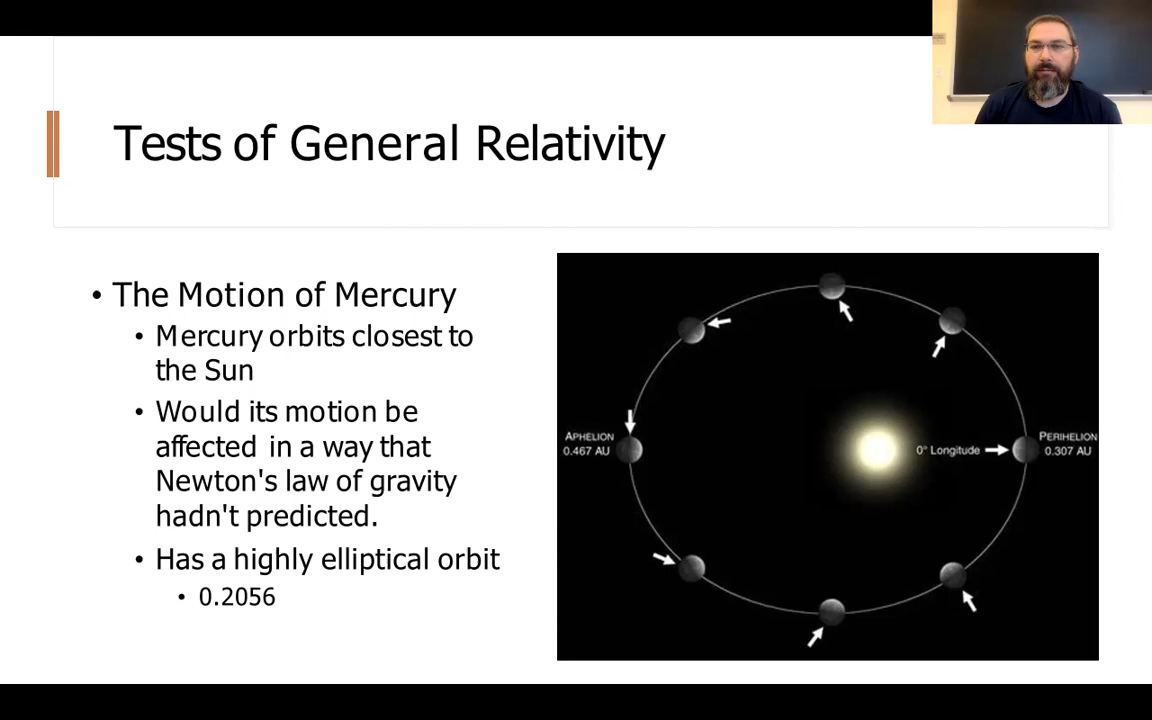 Tests of General Relativity
• The Motion of Mercury
• Mercury orbits closest to
the Sun
• Would its motion be
affected in a way that
Newton's law of gravity
hadn't predicted.
• Has a highly elliptical orbit
• 0.2056
APHELION
0.467 AU
0° Longitude
PERIHELION
0.307 AU